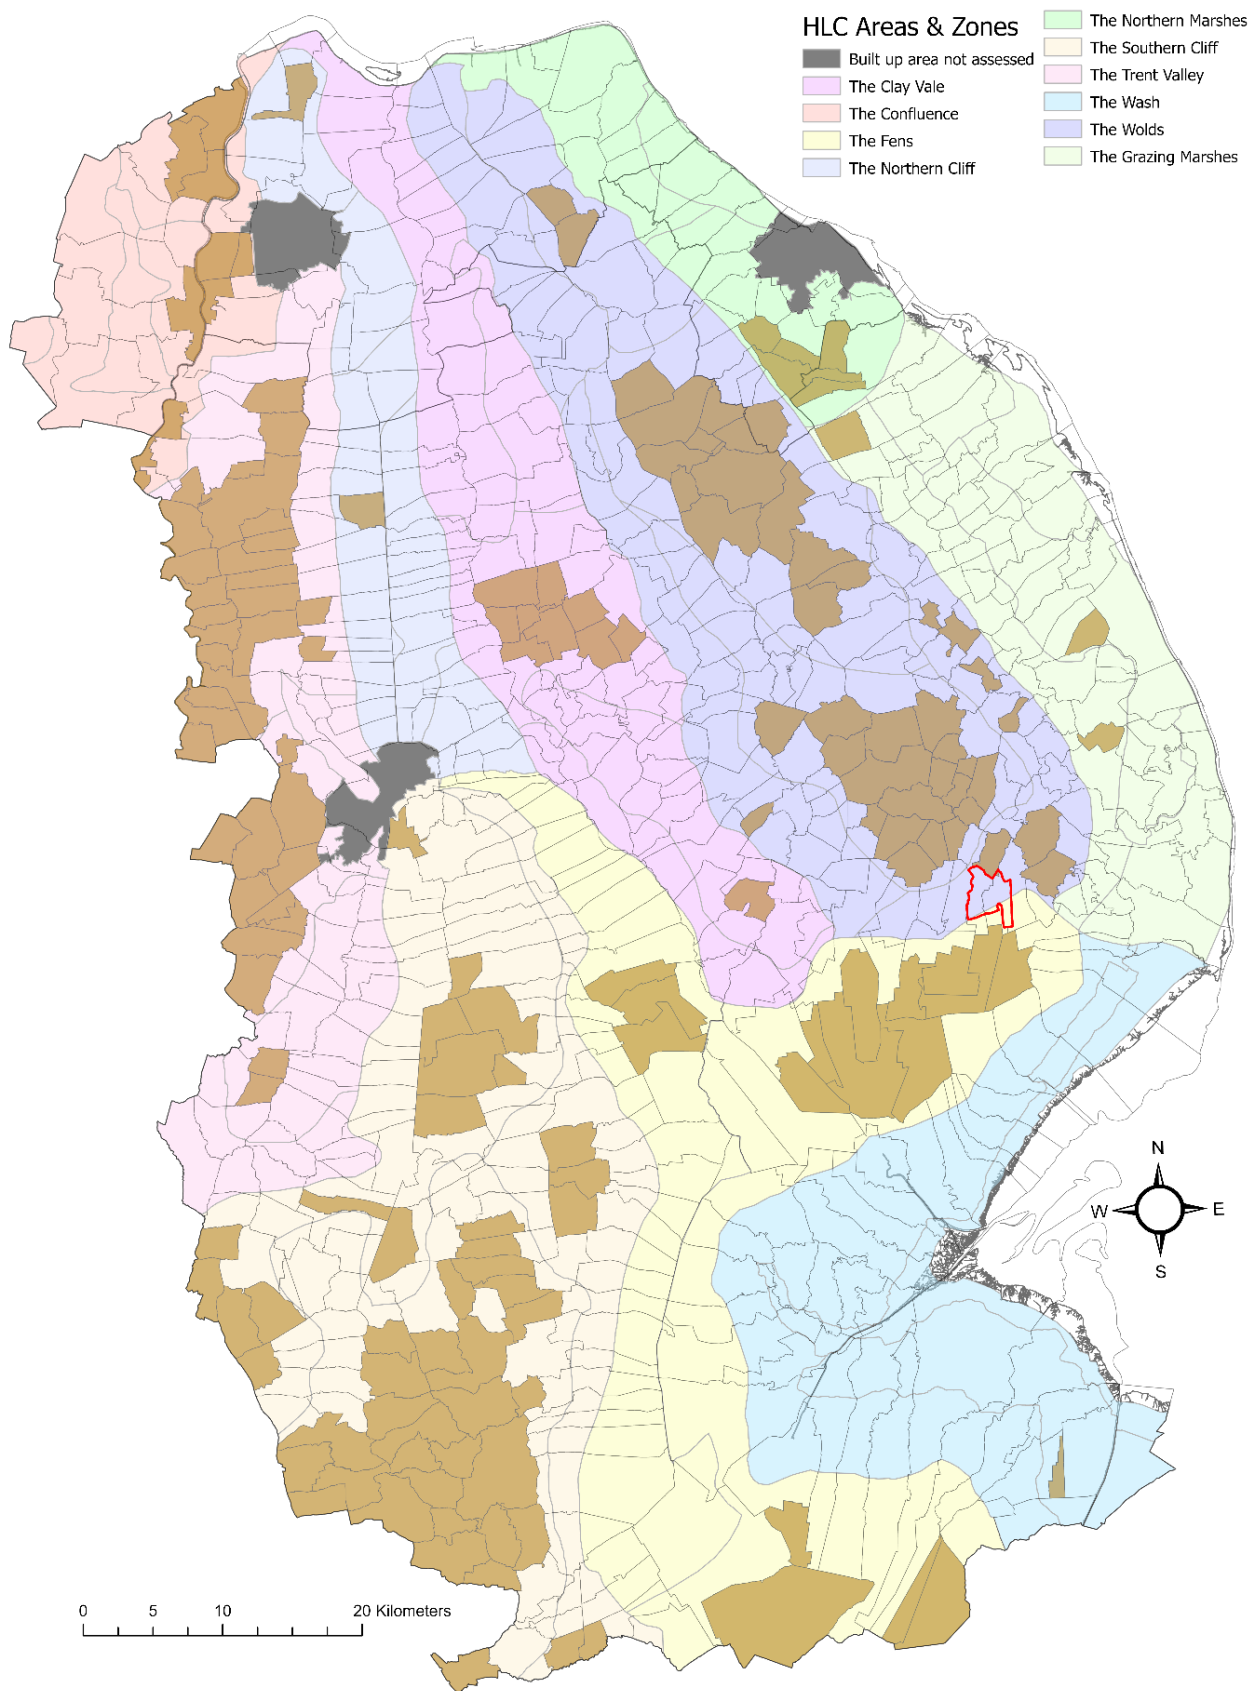 HLC Areas & Zones
Built up area not assessed
The Clay Vale
The Confluence
The Fens
The Northern Cliff
The Northern Marshes
The Southern Cliff
The Trent Valley
The Wash
The Wolds
The Grazing Marshes
N
W E
S
0 5 10 20 Kilometers